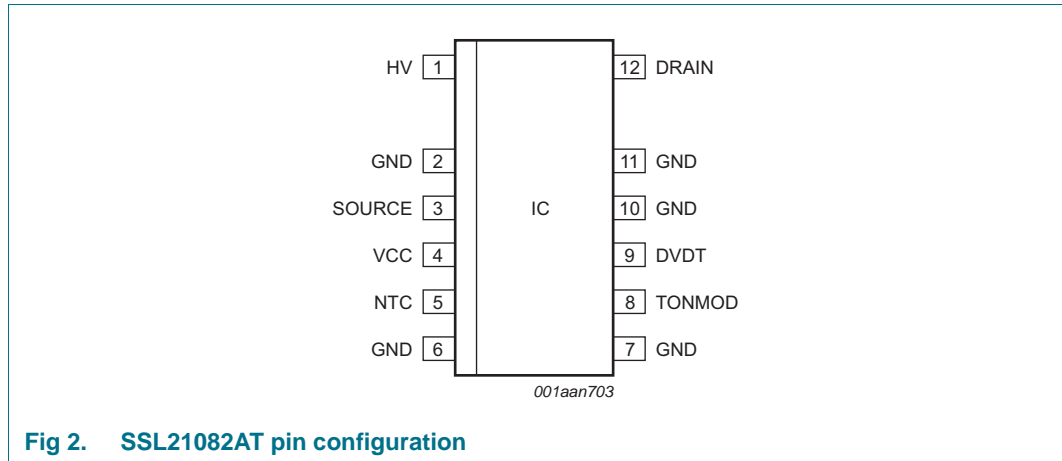 HV 1 12 DRAIN
GND 2 11 GND
SOURCE 3 IC 10 GND
VCC 4 9 DVDT
NTC 5 8 TONMOD
GND 6 7 GND
001aan703
Fig 2. SSL21082AT pin configuration